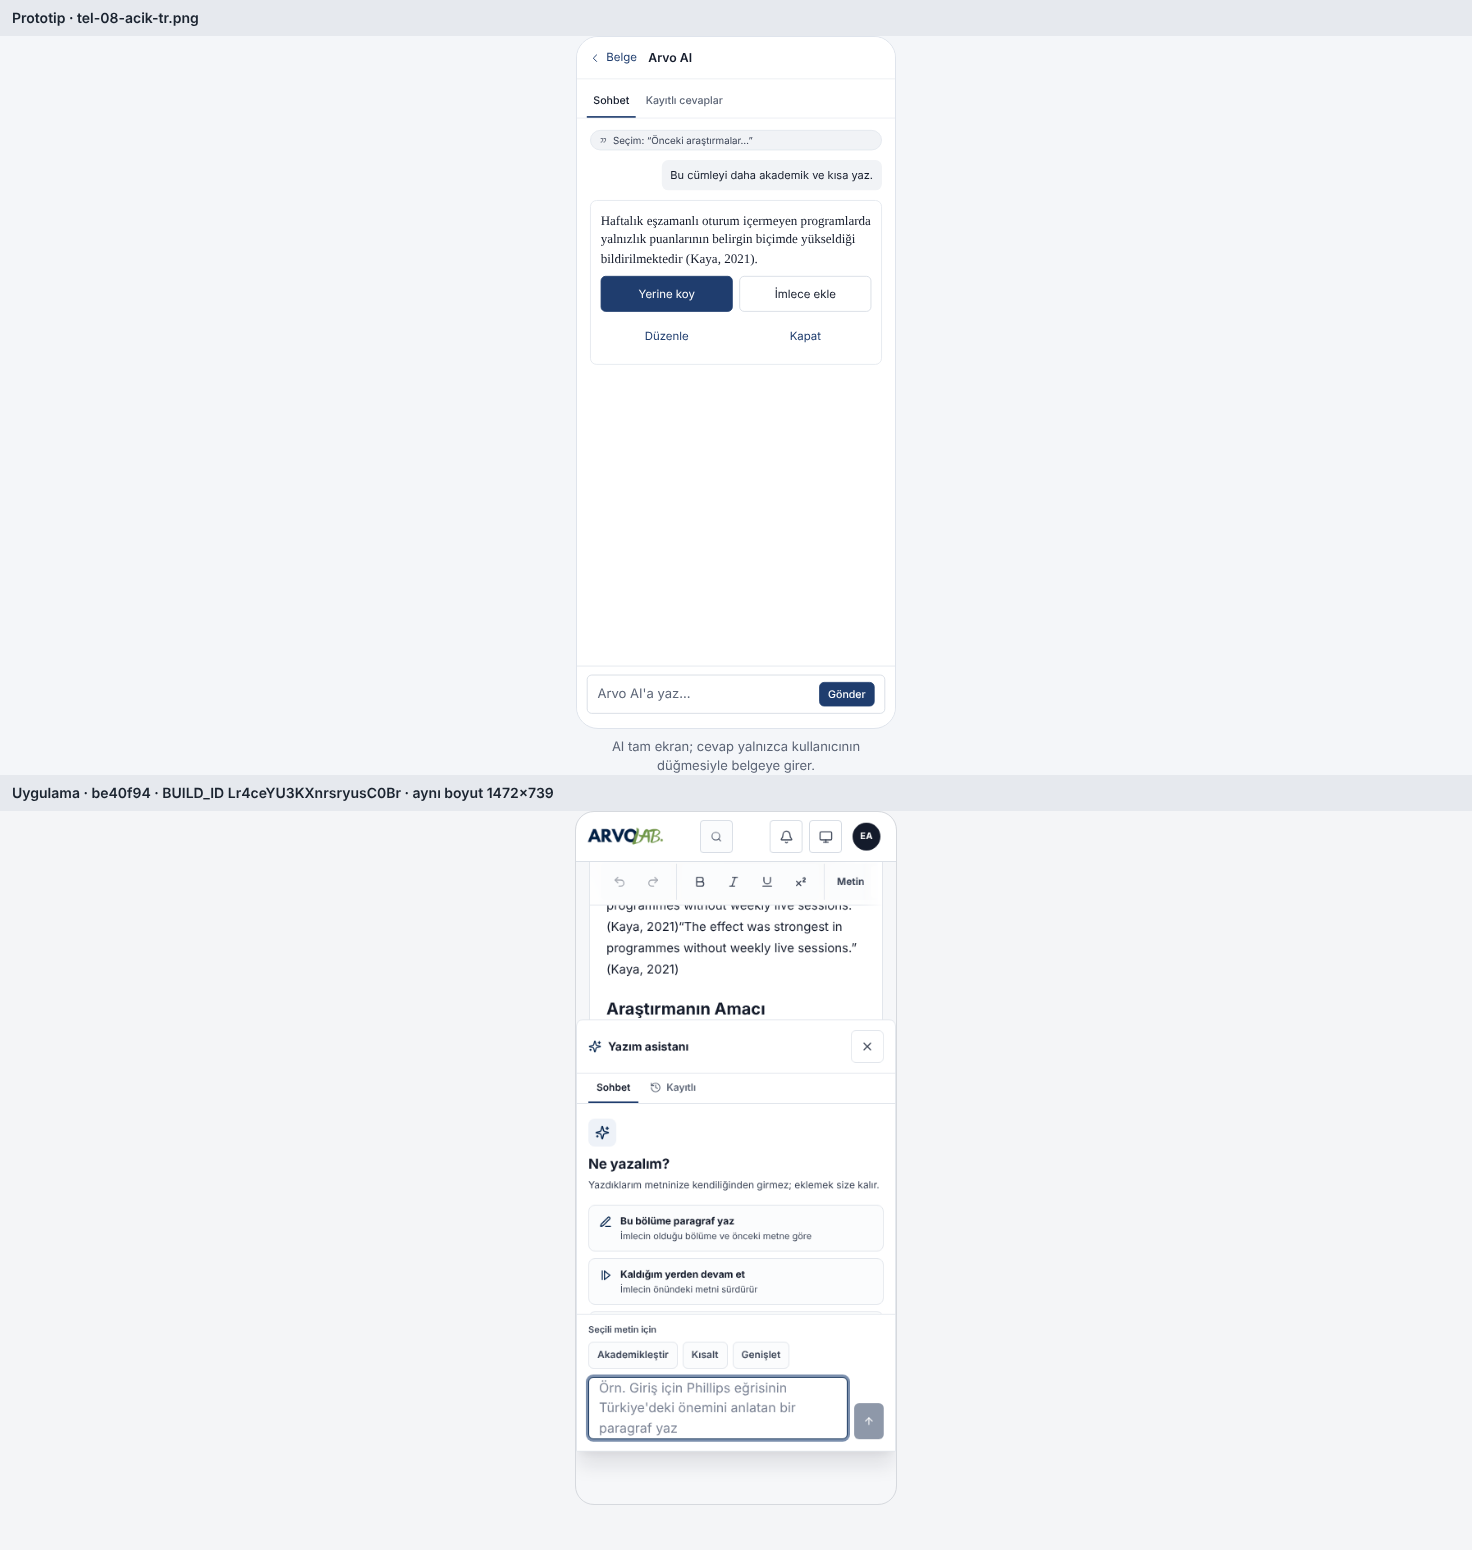 Prototip · tel-08-acik-tr.png
Belge Arvo AI
Sohbet Kayıtlı cevaplar
Seçim: “Önceki araştırmalar...”
Bu cümleyi daha akademik ve kısa yaz.
Haftalık eşzamanlı oturum içermeyen programlarda
yalnızlık puanlarının belirgin biçimde yükseldiği
bildirilmektedir (Kaya, 2021).
Yerine koy İmlece ekle
Düzenle Kapat
Arvo AI'a yaz... Gönder
AI tam ekran; cevap yalnızca kullanıcının
düğmesiyle belgeye girer.
Uygulama · be40f94 · BUILD_ID Lr4ceYU3KXnrsryusC0Br · aynı boyut 1472×739
ARVOLAB. EA
B I U x² Metin
programmes without weekly live sessions.
(Kaya, 2021)“The effect was strongest in
programmes without weekly live sessions.”
(Kaya, 2021)
Araştırmanın Amacı
Yazım asistanı
Sohbet Kayıtlı
Ne yazalım?
Yazdıklarım metninize kendiliğinden girmez; eklemek size kalır.
Bu bölüme paragraf yaz
İmlecin olduğu bölüme ve önceki metne göre
Kaldığım yerden devam et
İmlecin önündeki metni sürdürür
Seçili metin için
Akademikleştir Kısalt Genişlet
Örn. Giriş için Phillips eğrisinin
Türkiye'deki önemini anlatan bir
paragraf yaz